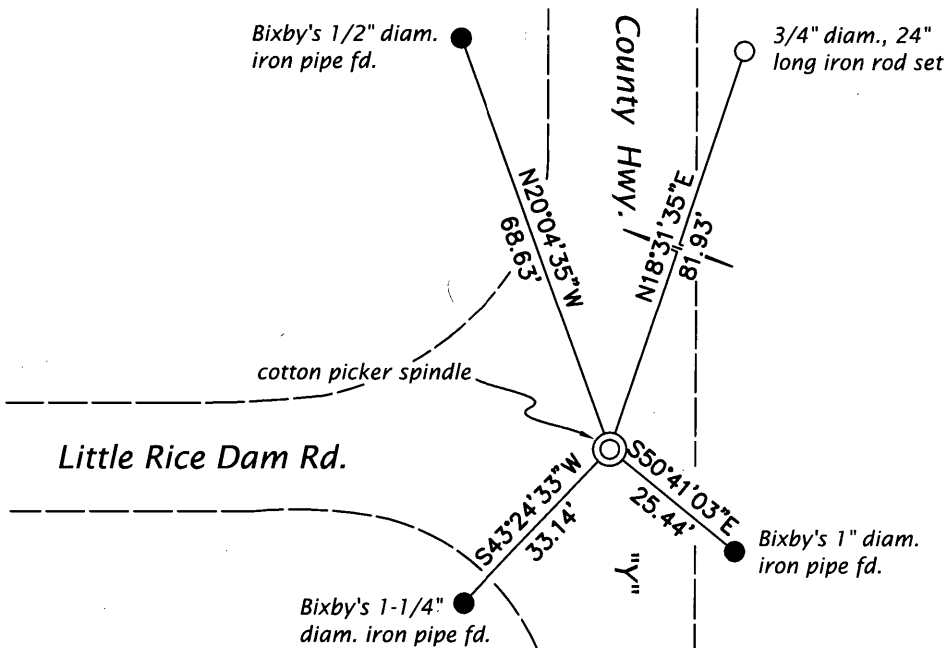 Bixby's 1/2" diam.
iron pipe fd.
County Hwy.
3/4" diam., 24"
long iron rod set
N20°04'35"W
68.63'
N18°31'35"E
81.93'
cotton picker spindle
Little Rice Dam Rd.
S43°24'33"W
33.14'
S50°41'03"E
25.44'
"Y"
Bixby's 1" diam.
iron pipe fd.
Bixby's 1-1/4"
diam. iron pipe fd.